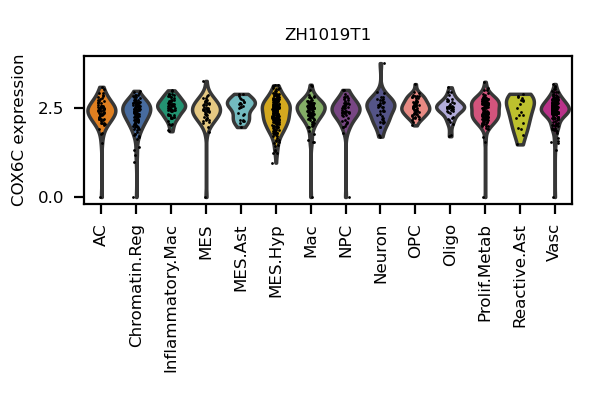 ZH1019T1
COX6C expression
2.5
0.0
AC
Chromatin.Reg
Inflammatory.Mac
MES
MES.Ast
MES.Hyp
Mac
NPC
Neuron
OPC
Oligo
Prolif.Metab
Reactive.Ast
Vasc